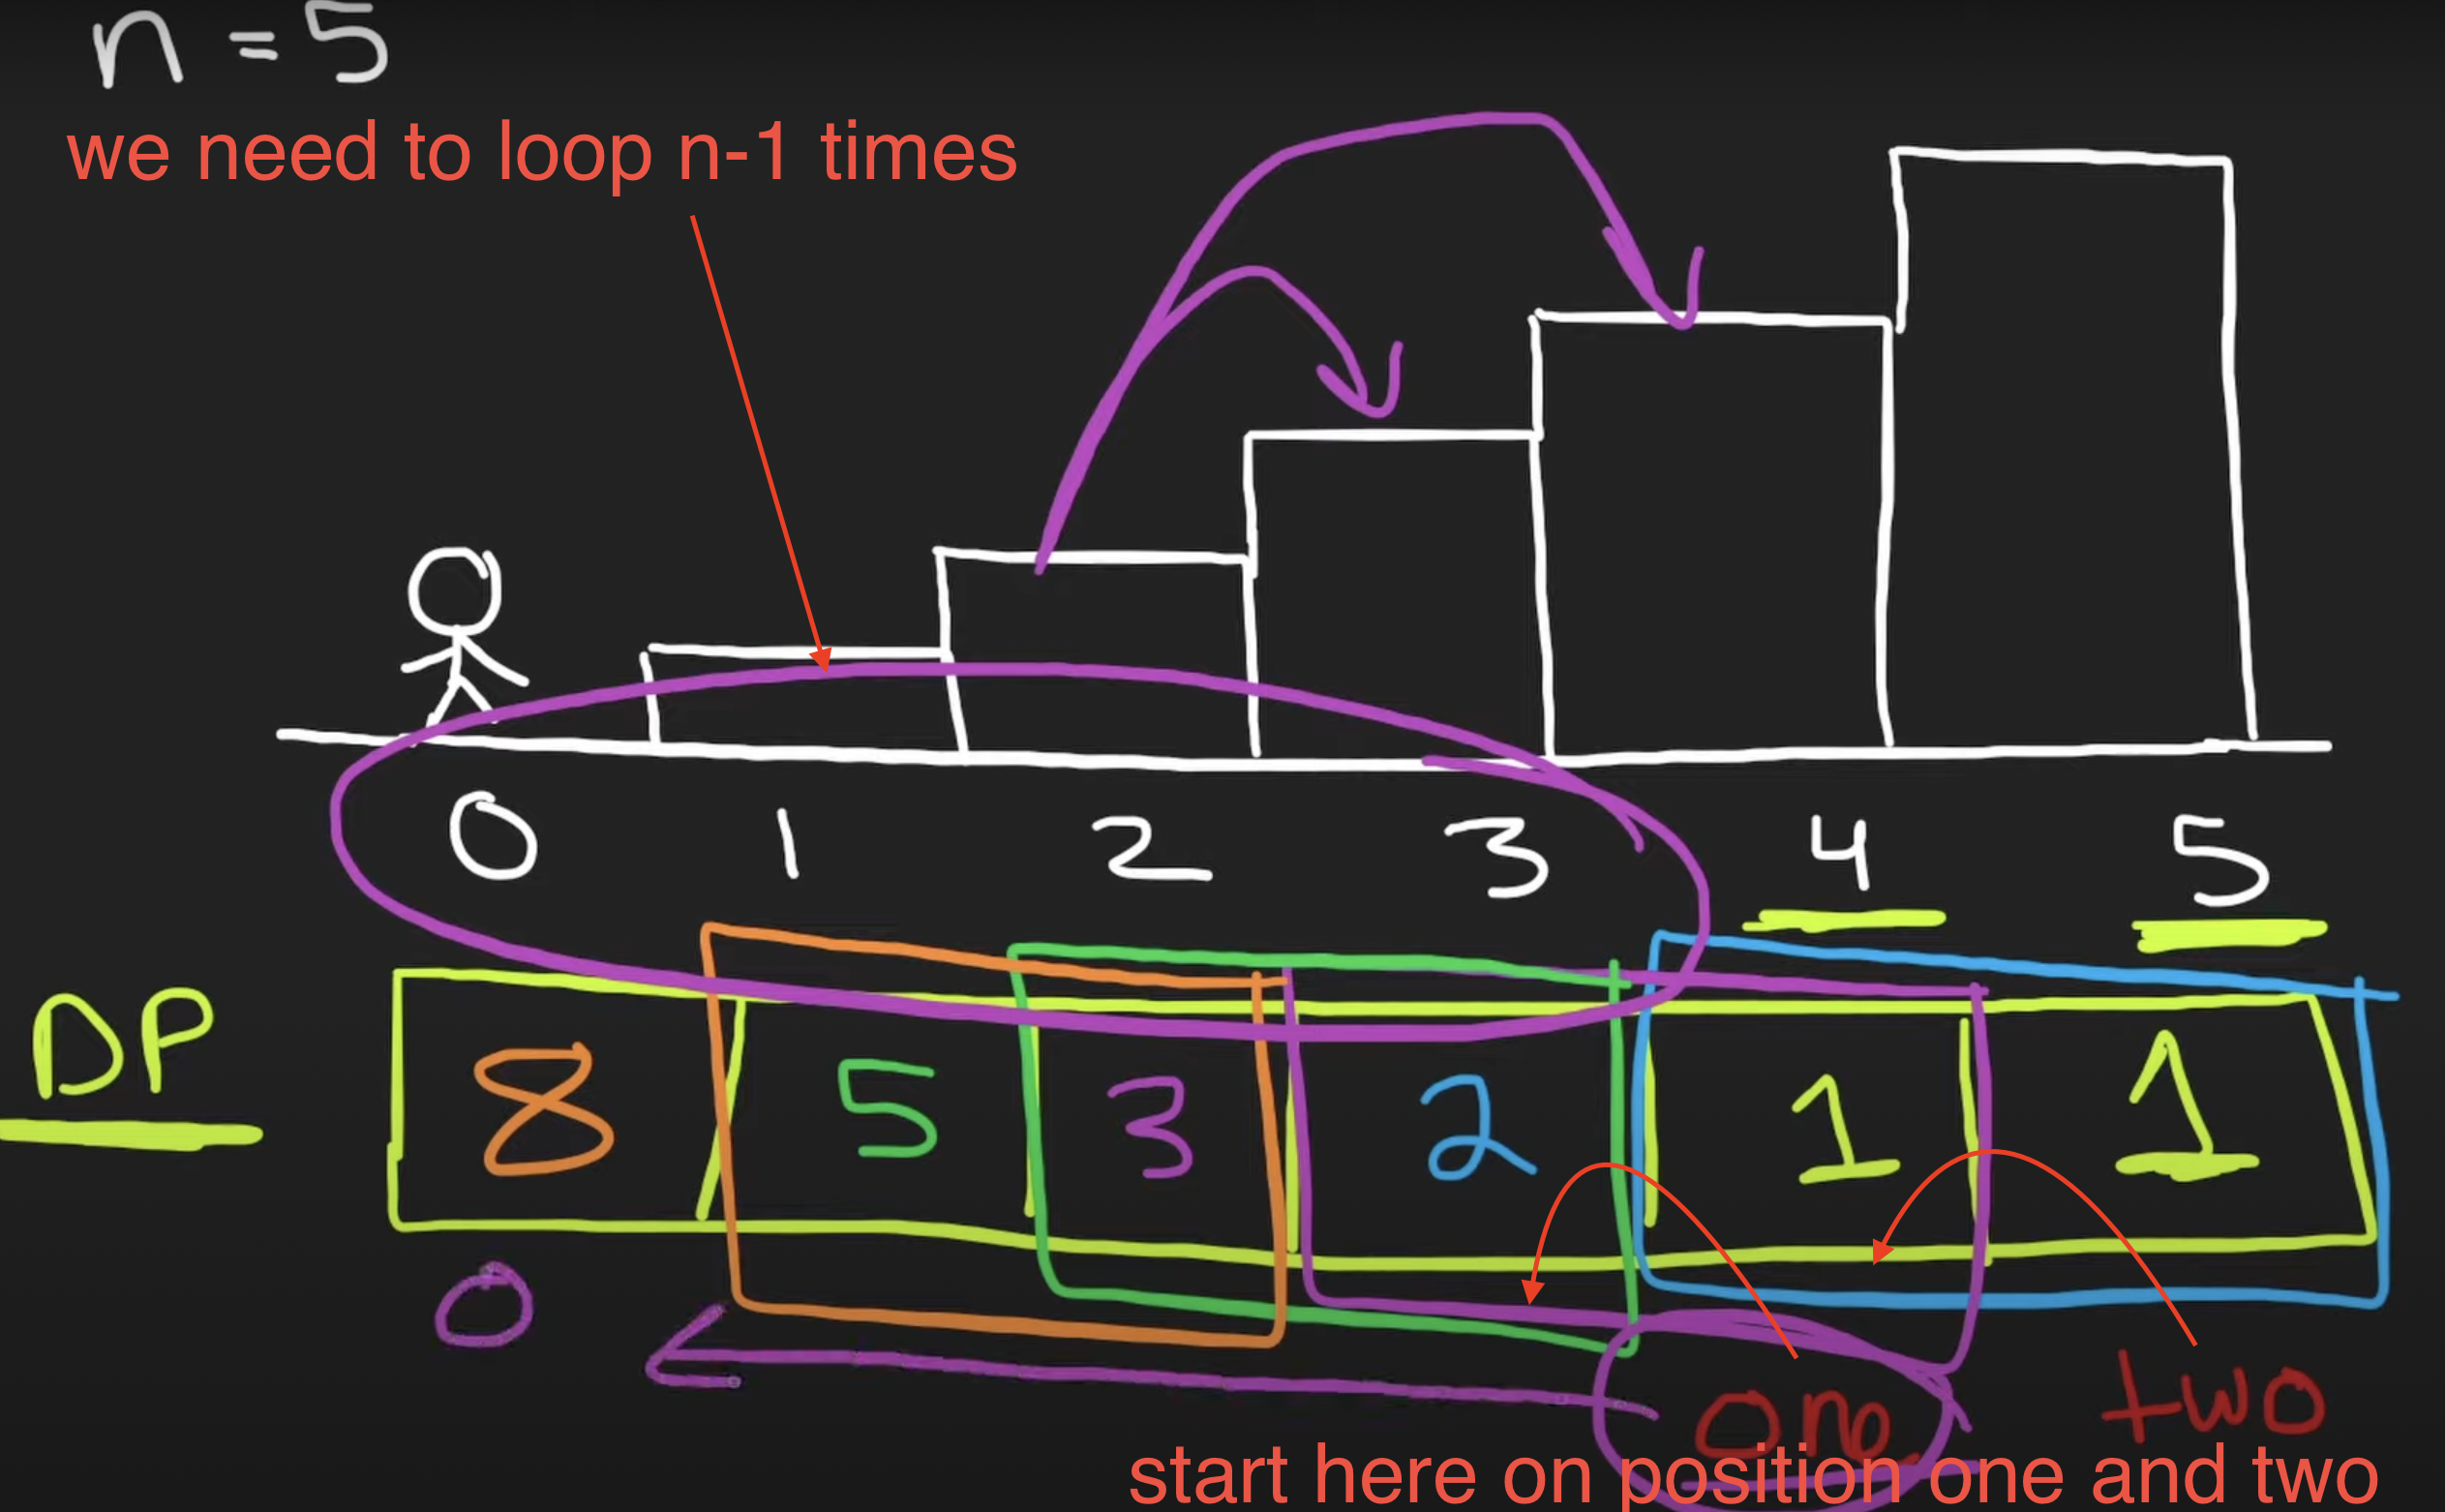 n = 5
we need to loop n-1 times
0 1 2 3 4 5
DP 8 5 3 2 1 1
0 one two
start here on position one and two